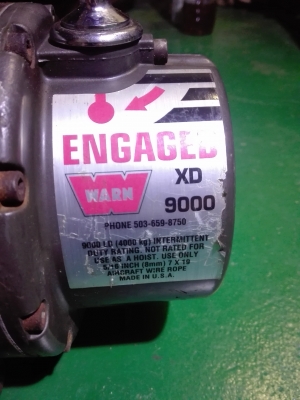 ENGAGED
WARN
XD
9000
PHONE 503-659-8750
9000 LB (4000 kg) INTERMITTENT
DUTY RATING. NOT RATED FOR
USE AS A HOIST. USE ONLY
5/16 INCH (8mm) 7 X 19
AIRCRAFT WIRE ROPE
MADE IN U.S.A.